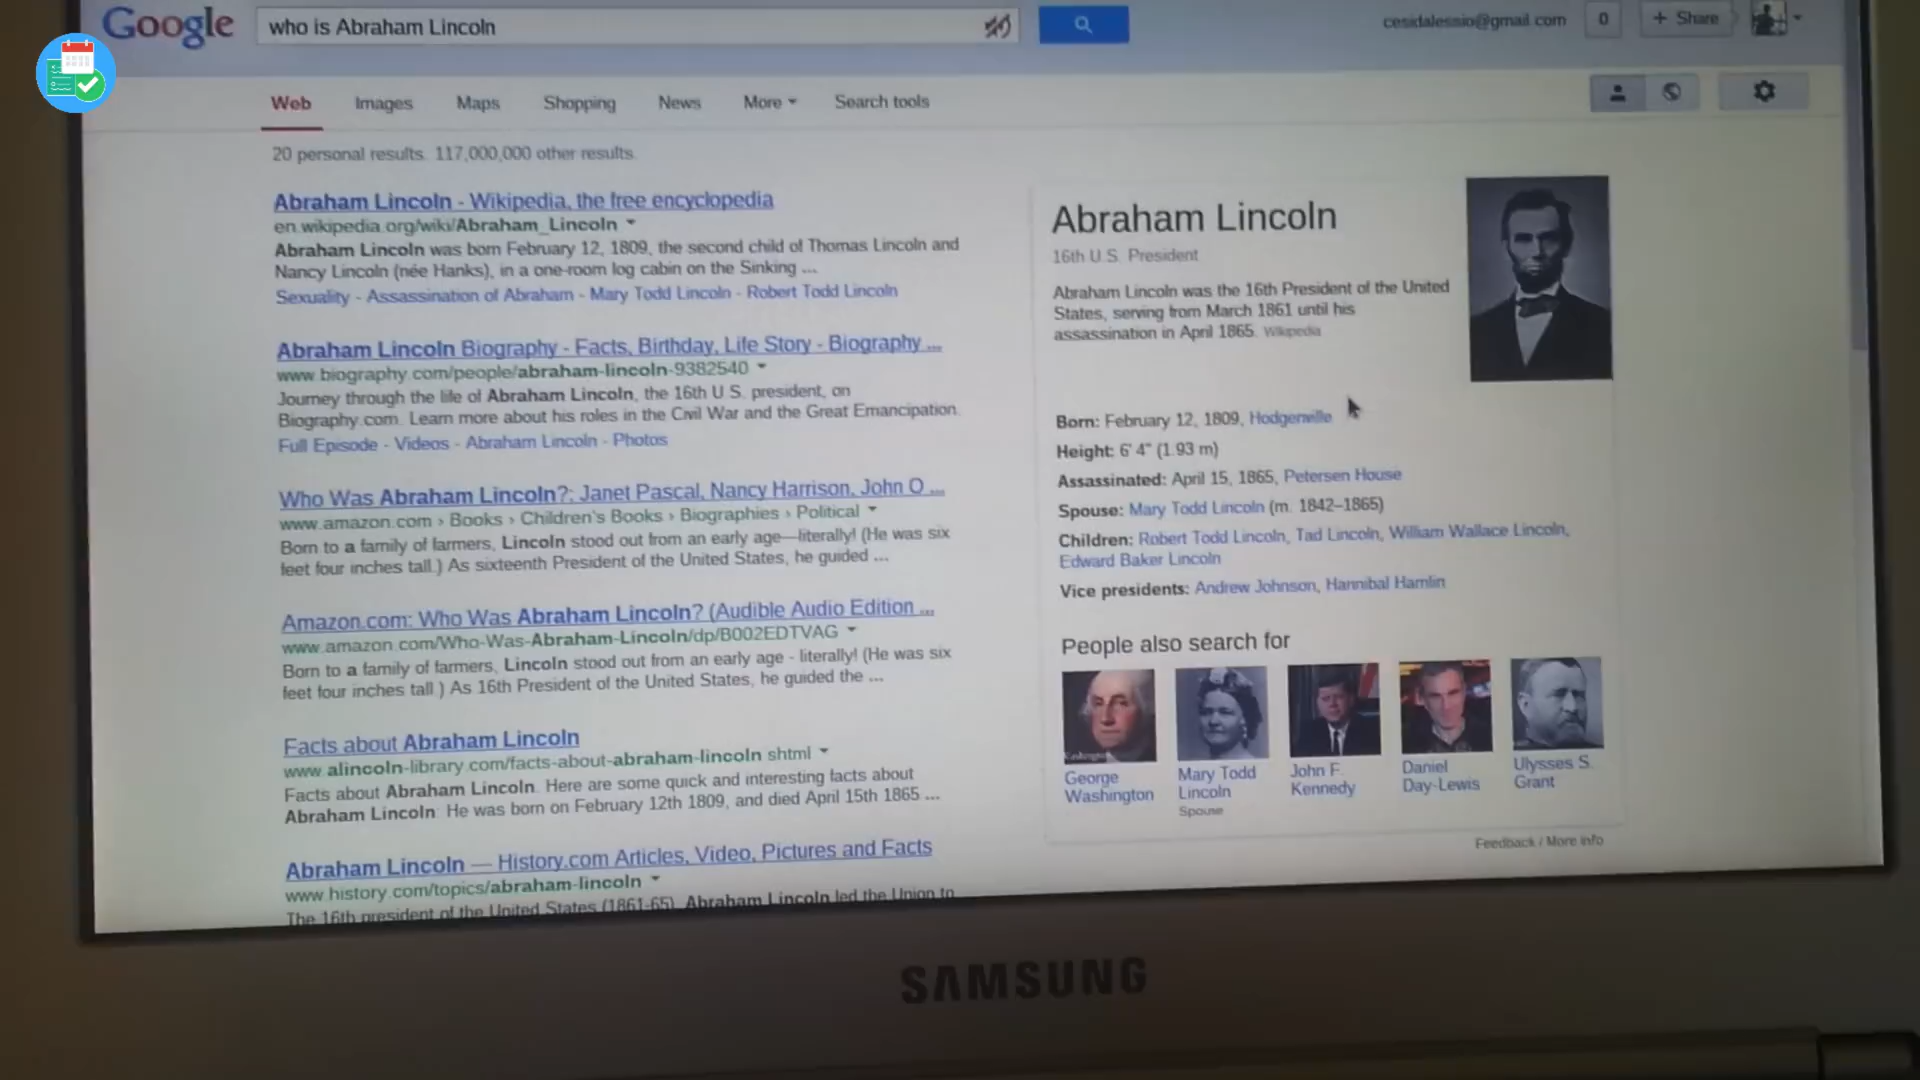 Google
who is Abraham Lincoln
cesidalessio@gmail.com
0
+ Share
Web Images Maps Shopping News More Search tools
20 personal results. 117,000,000 other results.
Abraham Lincoln - Wikipedia, the free encyclopedia
en.wikipedia.org/wiki/Abraham_Lincoln
Abraham Lincoln was born February 12, 1809, the second child of Thomas Lincoln and
Nancy Lincoln (née Hanks), in a one-room log cabin on the Sinking ...
Sexuality - Assassination of Abraham - Mary Todd Lincoln - Robert Todd Lincoln
Abraham Lincoln Biography - Facts, Birthday, Life Story - Biography ...
www.biography.com/people/abraham-lincoln-9382540
Journey through the life of Abraham Lincoln, the 16th U.S. president, on
Biography.com. Learn more about his roles in the Civil War and the Great Emancipation.
Full Episode - Videos - Abraham Lincoln - Photos
Who Was Abraham Lincoln?: Janet Pascal, Nancy Harrison, John O ...
www.amazon.com › Books › Children's Books › Biographies › Political
Born to a family of farmers, Lincoln stood out from an early age—literally! (He was six
feet four inches tall.) As sixteenth President of the United States, he guided ...
Amazon.com: Who Was Abraham Lincoln? (Audible Audio Edition ...
www.amazon.com/Who-Was-Abraham-Lincoln/dp/B002EDTVAG
Born to a family of farmers, Lincoln stood out from an early age - literally! (He was six
feet four inches tall.) As 16th President of the United States, he guided the ...
Facts about Abraham Lincoln
www.alincoln-library.com/facts-about-abraham-lincoln.shtml
Facts about Abraham Lincoln. Here are some quick and interesting facts about
Abraham Lincoln: He was born on February 12th 1809, and died April 15th 1865 ...
Abraham Lincoln — History.com Articles, Video, Pictures and Facts
www.history.com/topics/abraham-lincoln
The 16th president of the United States (1861-65), Abraham Lincoln led the Union to
Abraham Lincoln
16th U.S. President
Abraham Lincoln was the 16th President of the United
States, serving from March 1861 until his
assassination in April 1865. Wikipedia
Born: February 12, 1809, Hodgenville
Height: 6' 4" (1.93 m)
Assassinated: April 15, 1865, Petersen House
Spouse: Mary Todd Lincoln (m. 1842–1865)
Children: Robert Todd Lincoln, Tad Lincoln, William Wallace Lincoln,
Edward Baker Lincoln
Vice presidents: Andrew Johnson, Hannibal Hamlin
People also search for
George
Washington
Mary Todd
Lincoln
Spouse
John F.
Kennedy
Daniel
Day-Lewis
Ulysses S.
Grant
Feedback / More info
SAMSUNG